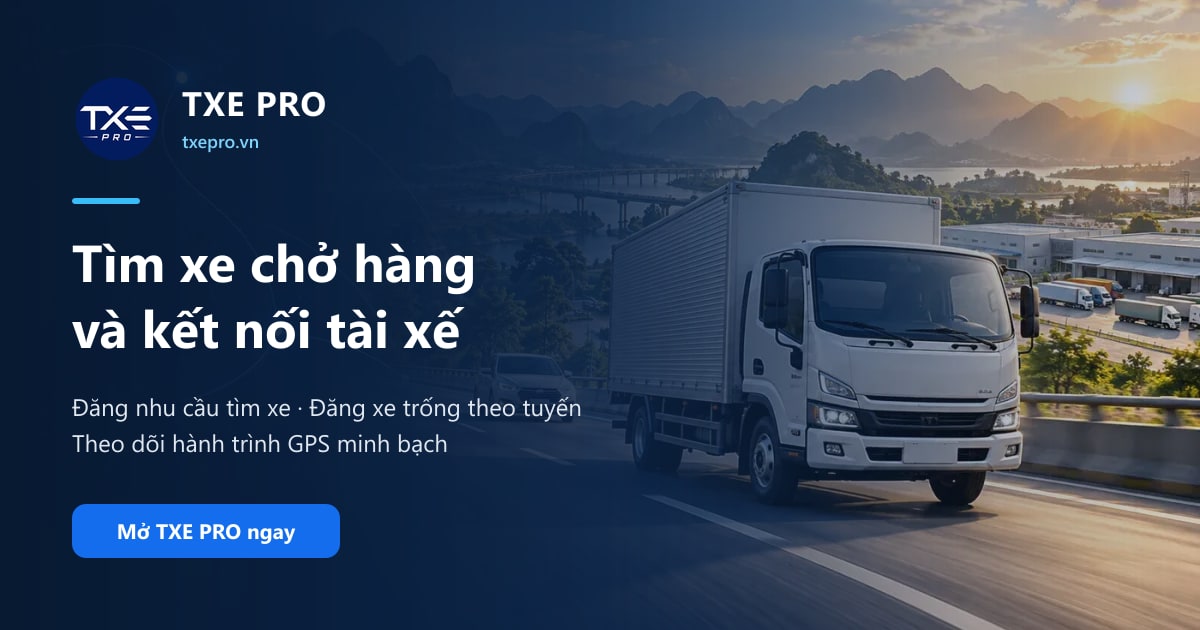 TXE
PRO
TXE PRO
txepro.vn
Tìm xe chở hàng
và kết nối tài xế
Đăng nhu cầu tìm xe · Đăng xe trống theo tuyến
Theo dõi hành trình GPS minh bạch
Mở TXE PRO ngay